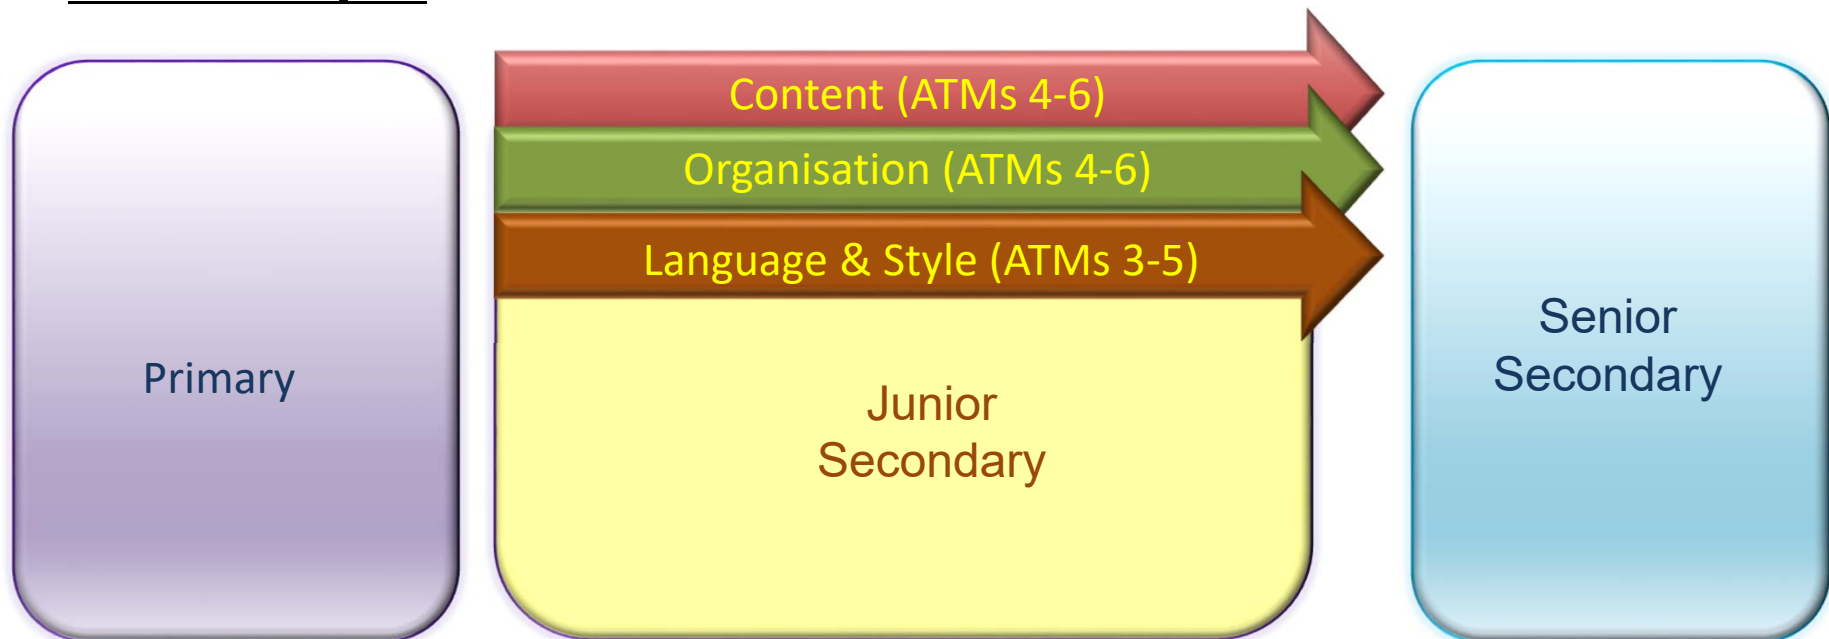 Content (ATMs 4-6)
Organisation (ATMs 4-6)
Language & Style (ATMs 3-5)
Primary
Junior
Secondary
Senior
Secondary